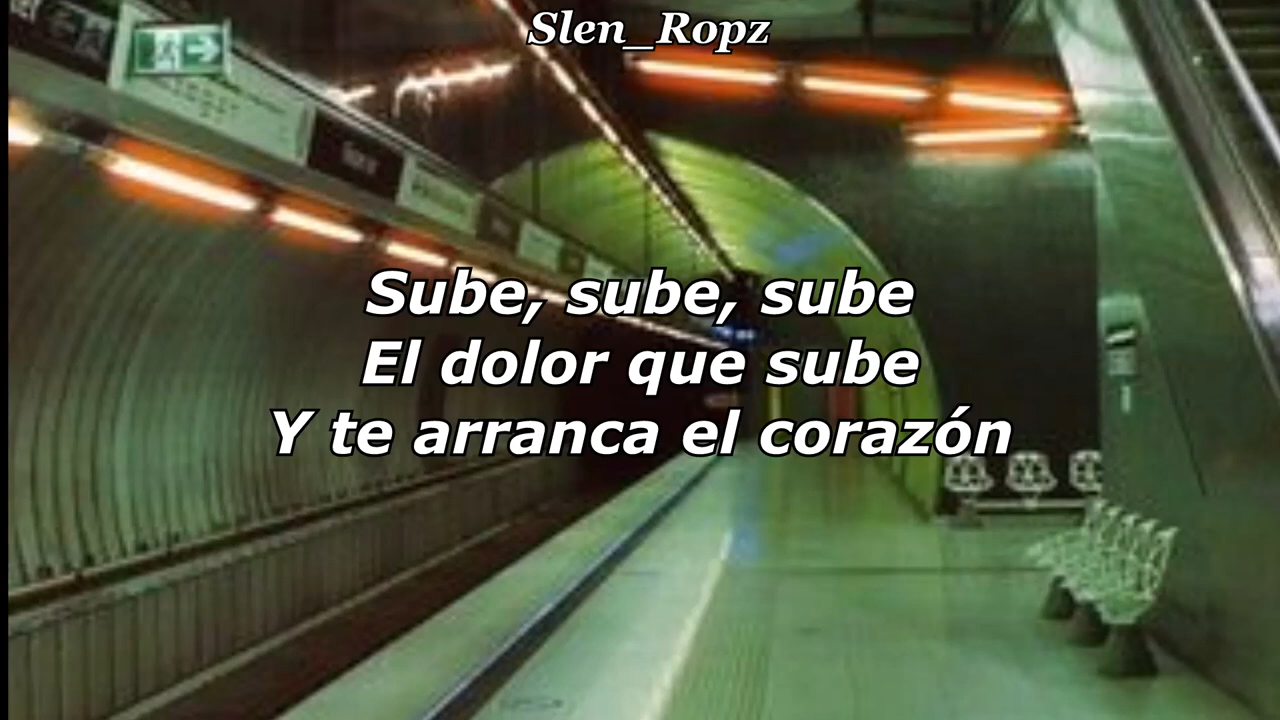 Slen_Ropz
Sube, sube, sube
El dolor que sube
Y te arranca el corazón